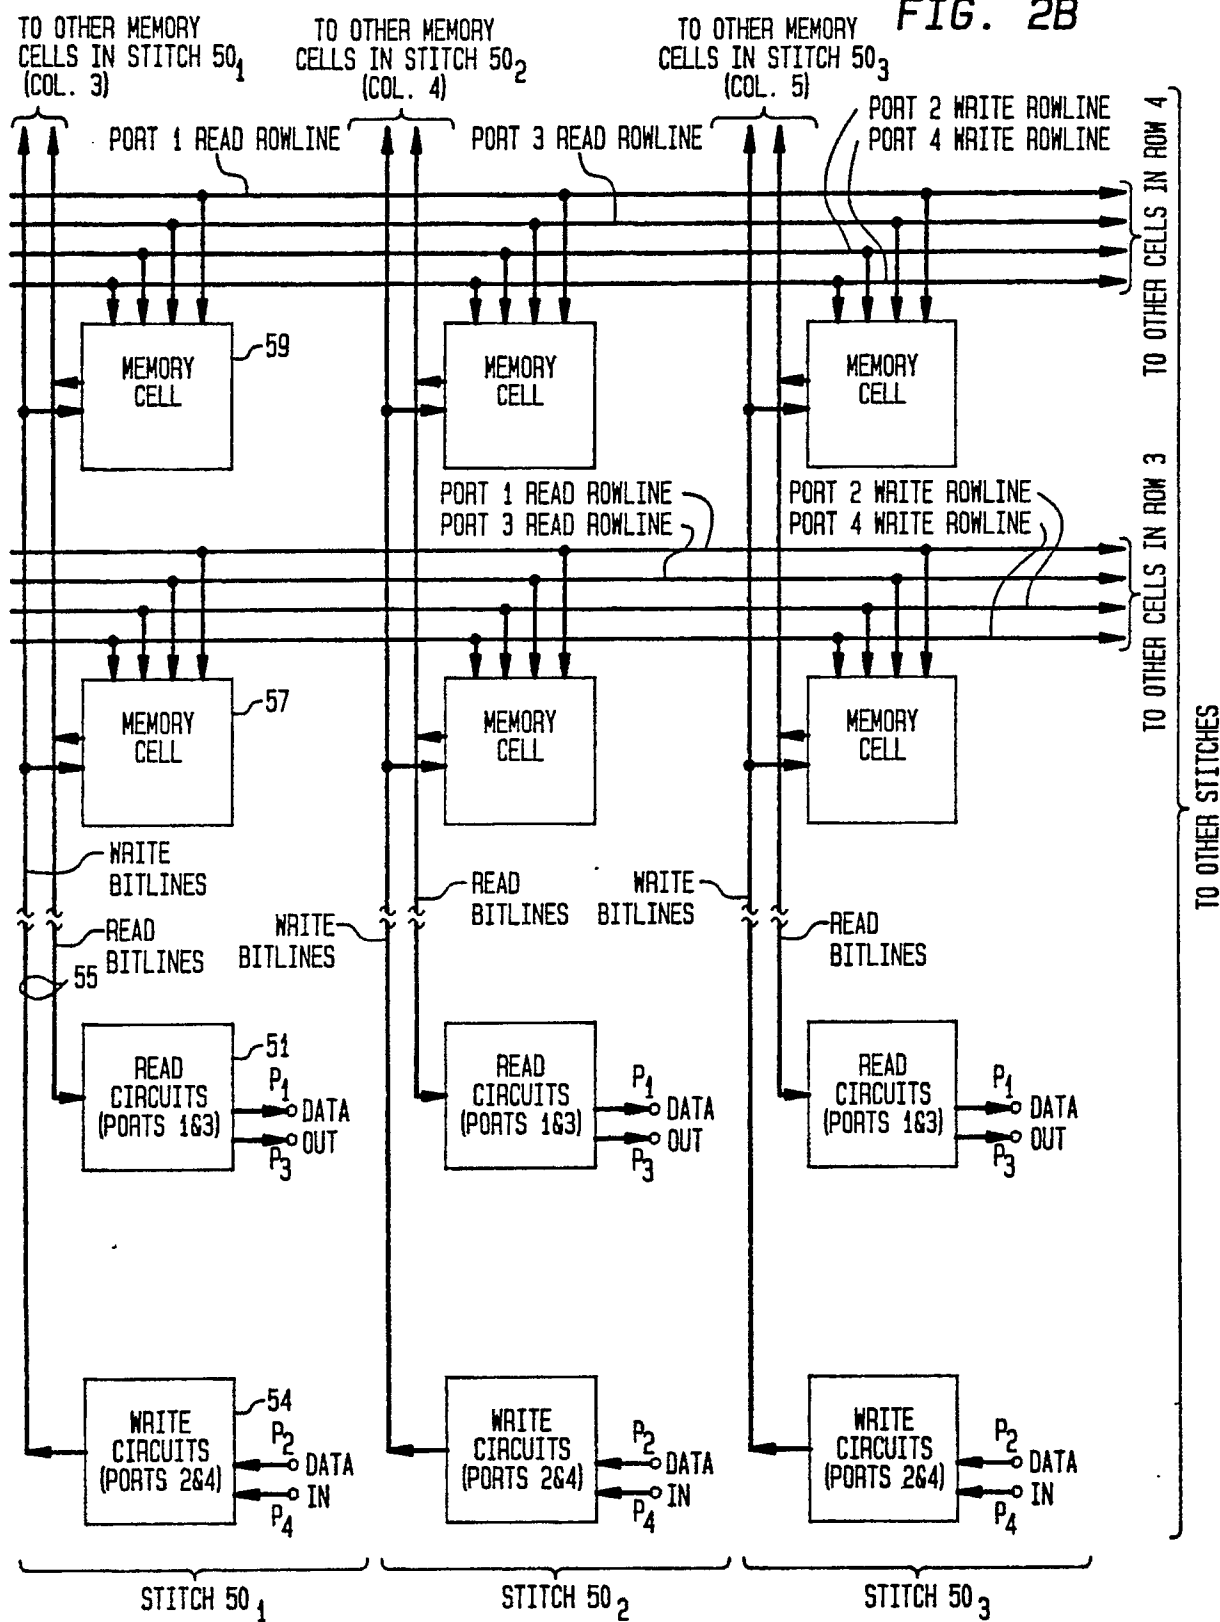 FIG. 2B
TO OTHER MEMORY
CELLS IN STITCH 50₁
(COL. 3)
TO OTHER MEMORY
CELLS IN STITCH 50₂
(COL. 4)
TO OTHER MEMORY
CELLS IN STITCH 50₃
(COL. 5)
PORT 1 READ ROWLINE
PORT 3 READ ROWLINE
PORT 2 WRITE ROWLINE
PORT 4 WRITE ROWLINE
TO OTHER CELLS IN ROW 4
MEMORY
CELL
59
MEMORY
CELL
MEMORY
CELL
PORT 1 READ ROWLINE
PORT 3 READ ROWLINE
PORT 2 WRITE ROWLINE
PORT 4 WRITE ROWLINE
TO OTHER CELLS IN ROW 3
MEMORY
CELL
57
MEMORY
CELL
MEMORY
CELL
TO OTHER STITCHES
WRITE
BITLINES
READ
BITLINES
55
WRITE
BITLINES
READ
BITLINES
WRITE
BITLINES
READ
BITLINES
READ
CIRCUITS
(PORTS 1&3)
51
P₁
DATA
OUT
P₃
READ
CIRCUITS
(PORTS 1&3)
P₁
DATA
OUT
P₃
READ
CIRCUITS
(PORTS 1&3)
P₁
DATA
OUT
P₃
WRITE
CIRCUITS
(PORTS 2&4)
54
P₂
DATA
IN
P₄
WRITE
CIRCUITS
(PORTS 2&4)
P₂
DATA
IN
P₄
WRITE
CIRCUITS
(PORTS 2&4)
P₂
DATA
IN
P₄
STITCH 50₁
STITCH 50₂
STITCH 50₃